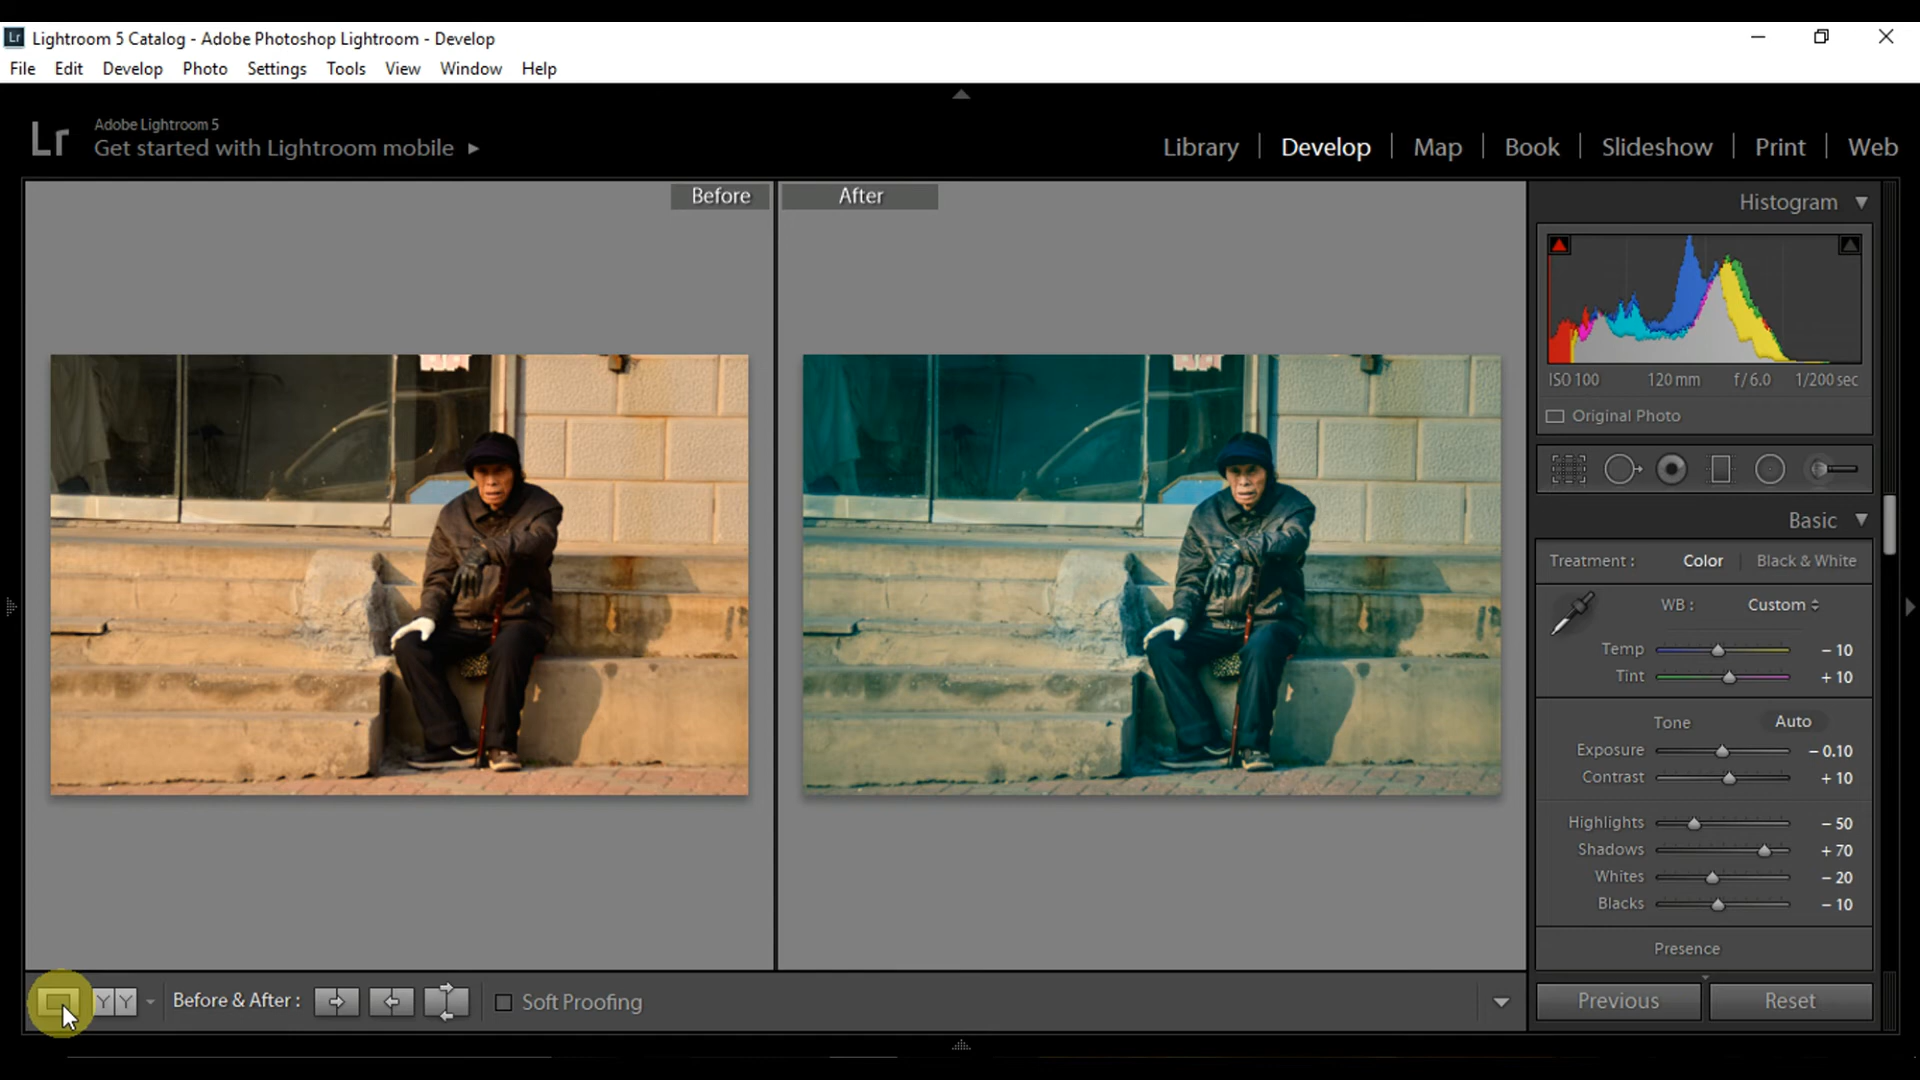 Lr Lightroom 5 Catalog - Adobe Photoshop Lightroom - Develop
File Edit Develop Photo Settings Tools View Window Help
Lr
Adobe Lightroom 5
Get started with Lightroom mobile ►
Library | Develop | Map | Book | Slideshow | Print | Web
Before
After
Histogram
ISO 100 120 mm f/6.0 1/200 sec
Original Photo
Basic
Treatment : Color Black & White
WB : Custom
Temp -10
Tint +10
Tone Auto
Exposure -0.10
Contrast +10
Highlights -50
Shadows +70
Whites -20
Blacks -10
Presence
YY Before & After : Soft Proofing
Previous Reset